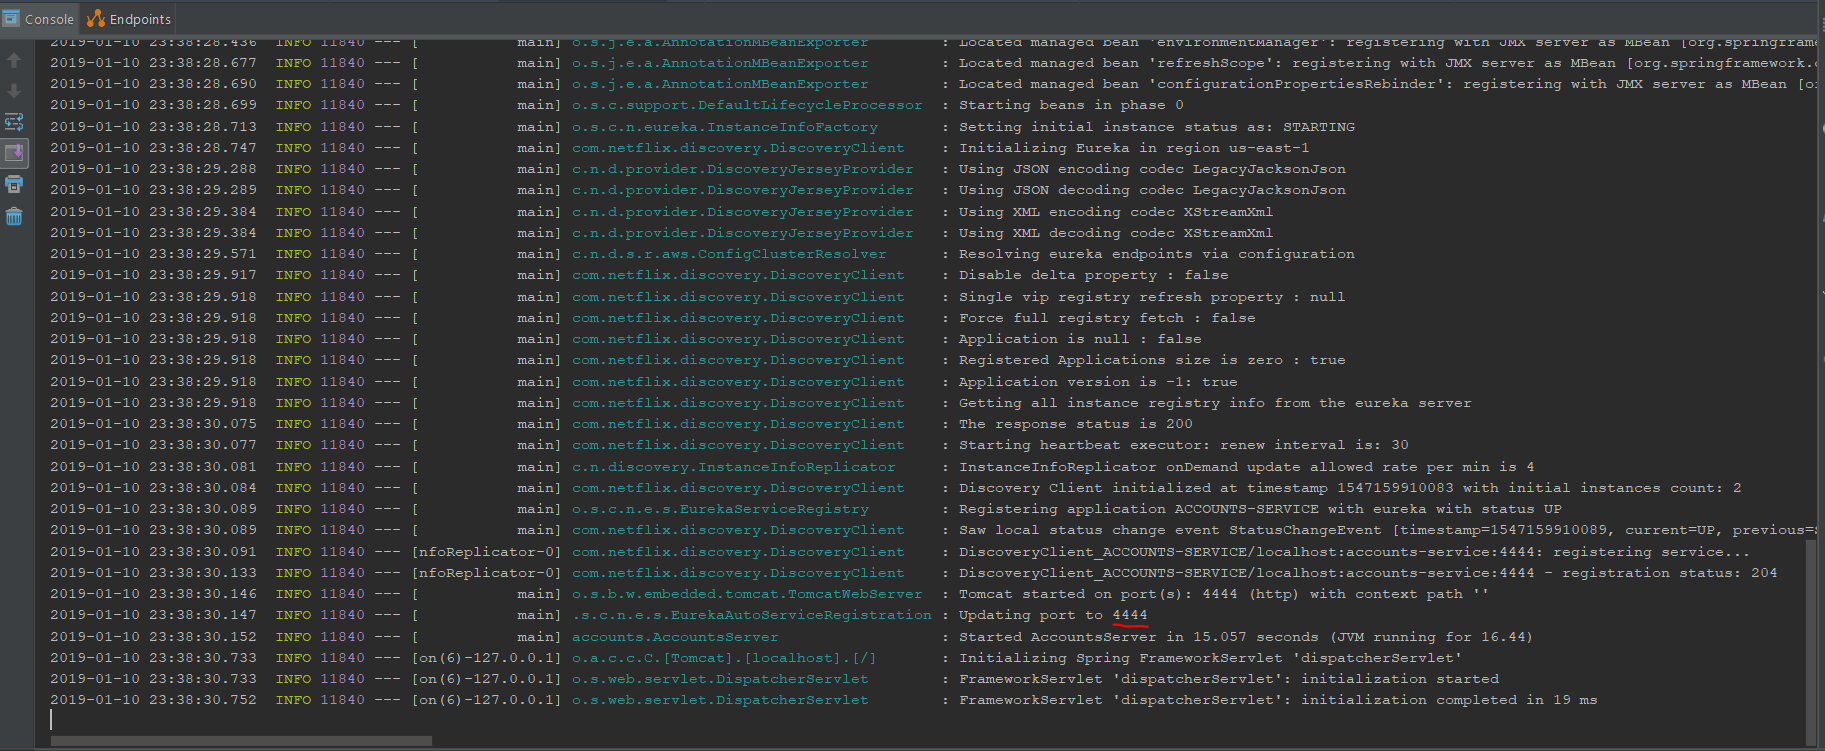 Console Endpoints
2019-01-10 23:38:28.436  INFO 11840 --- [           main] o.s.j.e.a.AnnotationMBeanExporter        : Located managed bean 'environmentManager': registering with JMX server as MBean [org.springframe
2019-01-10 23:38:28.677  INFO 11840 --- [           main] o.s.j.e.a.AnnotationMBeanExporter        : Located managed bean 'refreshScope': registering with JMX server as MBean [org.springframework.
2019-01-10 23:38:28.690  INFO 11840 --- [           main] o.s.j.e.a.AnnotationMBeanExporter        : Located managed bean 'configurationPropertiesRebinder': registering with JMX server as MBean [o
2019-01-10 23:38:28.699  INFO 11840 --- [           main] o.s.c.support.DefaultLifecycleProcessor  : Starting beans in phase 0
2019-01-10 23:38:28.713  INFO 11840 --- [           main] o.s.c.n.eureka.InstanceInfoFactory       : Setting initial instance status as: STARTING
2019-01-10 23:38:28.747  INFO 11840 --- [           main] com.netflix.discovery.DiscoveryClient    : Initializing Eureka in region us-east-1
2019-01-10 23:38:29.288  INFO 11840 --- [           main] c.n.d.provider.DiscoveryJerseyProvider   : Using JSON encoding codec LegacyJacksonJson
2019-01-10 23:38:29.289  INFO 11840 --- [           main] c.n.d.provider.DiscoveryJerseyProvider   : Using JSON decoding codec LegacyJacksonJson
2019-01-10 23:38:29.384  INFO 11840 --- [           main] c.n.d.provider.DiscoveryJerseyProvider   : Using XML encoding codec XStreamXml
2019-01-10 23:38:29.384  INFO 11840 --- [           main] c.n.d.provider.DiscoveryJerseyProvider   : Using XML decoding codec XStreamXml
2019-01-10 23:38:29.571  INFO 11840 --- [           main] c.n.d.s.r.aws.ConfigClusterResolver      : Resolving eureka endpoints via configuration
2019-01-10 23:38:29.917  INFO 11840 --- [           main] com.netflix.discovery.DiscoveryClient    : Disable delta property : false
2019-01-10 23:38:29.918  INFO 11840 --- [           main] com.netflix.discovery.DiscoveryClient    : Single vip registry refresh property : null
2019-01-10 23:38:29.918  INFO 11840 --- [           main] com.netflix.discovery.DiscoveryClient    : Force full registry fetch : false
2019-01-10 23:38:29.918  INFO 11840 --- [           main] com.netflix.discovery.DiscoveryClient    : Application is null : false
2019-01-10 23:38:29.918  INFO 11840 --- [           main] com.netflix.discovery.DiscoveryClient    : Registered Applications size is zero : true
2019-01-10 23:38:29.918  INFO 11840 --- [           main] com.netflix.discovery.DiscoveryClient    : Application version is -1: true
2019-01-10 23:38:29.918  INFO 11840 --- [           main] com.netflix.discovery.DiscoveryClient    : Getting all instance registry info from the eureka server
2019-01-10 23:38:30.075  INFO 11840 --- [           main] com.netflix.discovery.DiscoveryClient    : The response status is 200
2019-01-10 23:38:30.077  INFO 11840 --- [           main] com.netflix.discovery.DiscoveryClient    : Starting heartbeat executor: renew interval is: 30
2019-01-10 23:38:30.081  INFO 11840 --- [           main] c.n.discovery.InstanceInfoReplicator     : InstanceInfoReplicator onDemand update allowed rate per min is 4
2019-01-10 23:38:30.084  INFO 11840 --- [           main] com.netflix.discovery.DiscoveryClient    : Discovery Client initialized at timestamp 1547159910083 with initial instances count: 2
2019-01-10 23:38:30.089  INFO 11840 --- [           main] o.s.c.n.e.s.EurekaServiceRegistry        : Registering application ACCOUNTS-SERVICE with eureka with status UP
2019-01-10 23:38:30.089  INFO 11840 --- [           main] com.netflix.discovery.DiscoveryClient    : Saw local status change event StatusChangeEvent [timestamp=1547159910089, current=UP, previous=
2019-01-10 23:38:30.091  INFO 11840 --- [nfoReplicator-0] com.netflix.discovery.DiscoveryClient    : DiscoveryClient_ACCOUNTS-SERVICE/localhost:accounts-service:4444: registering service...
2019-01-10 23:38:30.133  INFO 11840 --- [nfoReplicator-0] com.netflix.discovery.DiscoveryClient    : DiscoveryClient_ACCOUNTS-SERVICE/localhost:accounts-service:4444 - registration status: 204
2019-01-10 23:38:30.146  INFO 11840 --- [           main] o.s.b.w.embedded.tomcat.TomcatWebServer  : Tomcat started on port(s): 4444 (http) with context path ''
2019-01-10 23:38:30.147  INFO 11840 --- [           main] .s.c.n.e.s.EurekaAutoServiceRegistration : Updating port to 4444
2019-01-10 23:38:30.152  INFO 11840 --- [           main] accounts.AccountsServer                  : Started AccountsServer in 15.057 seconds (JVM running for 16.44)
2019-01-10 23:38:30.733  INFO 11840 --- [on(6)-127.0.0.1] o.a.c.c.C.[Tomcat].[localhost].[/]       : Initializing Spring FrameworkServlet 'dispatcherServlet'
2019-01-10 23:38:30.733  INFO 11840 --- [on(6)-127.0.0.1] o.s.web.servlet.DispatcherServlet        : FrameworkServlet 'dispatcherServlet': initialization started
2019-01-10 23:38:30.752  INFO 11840 --- [on(6)-127.0.0.1] o.s.web.servlet.DispatcherServlet        : FrameworkServlet 'dispatcherServlet': initialization completed in 19 ms